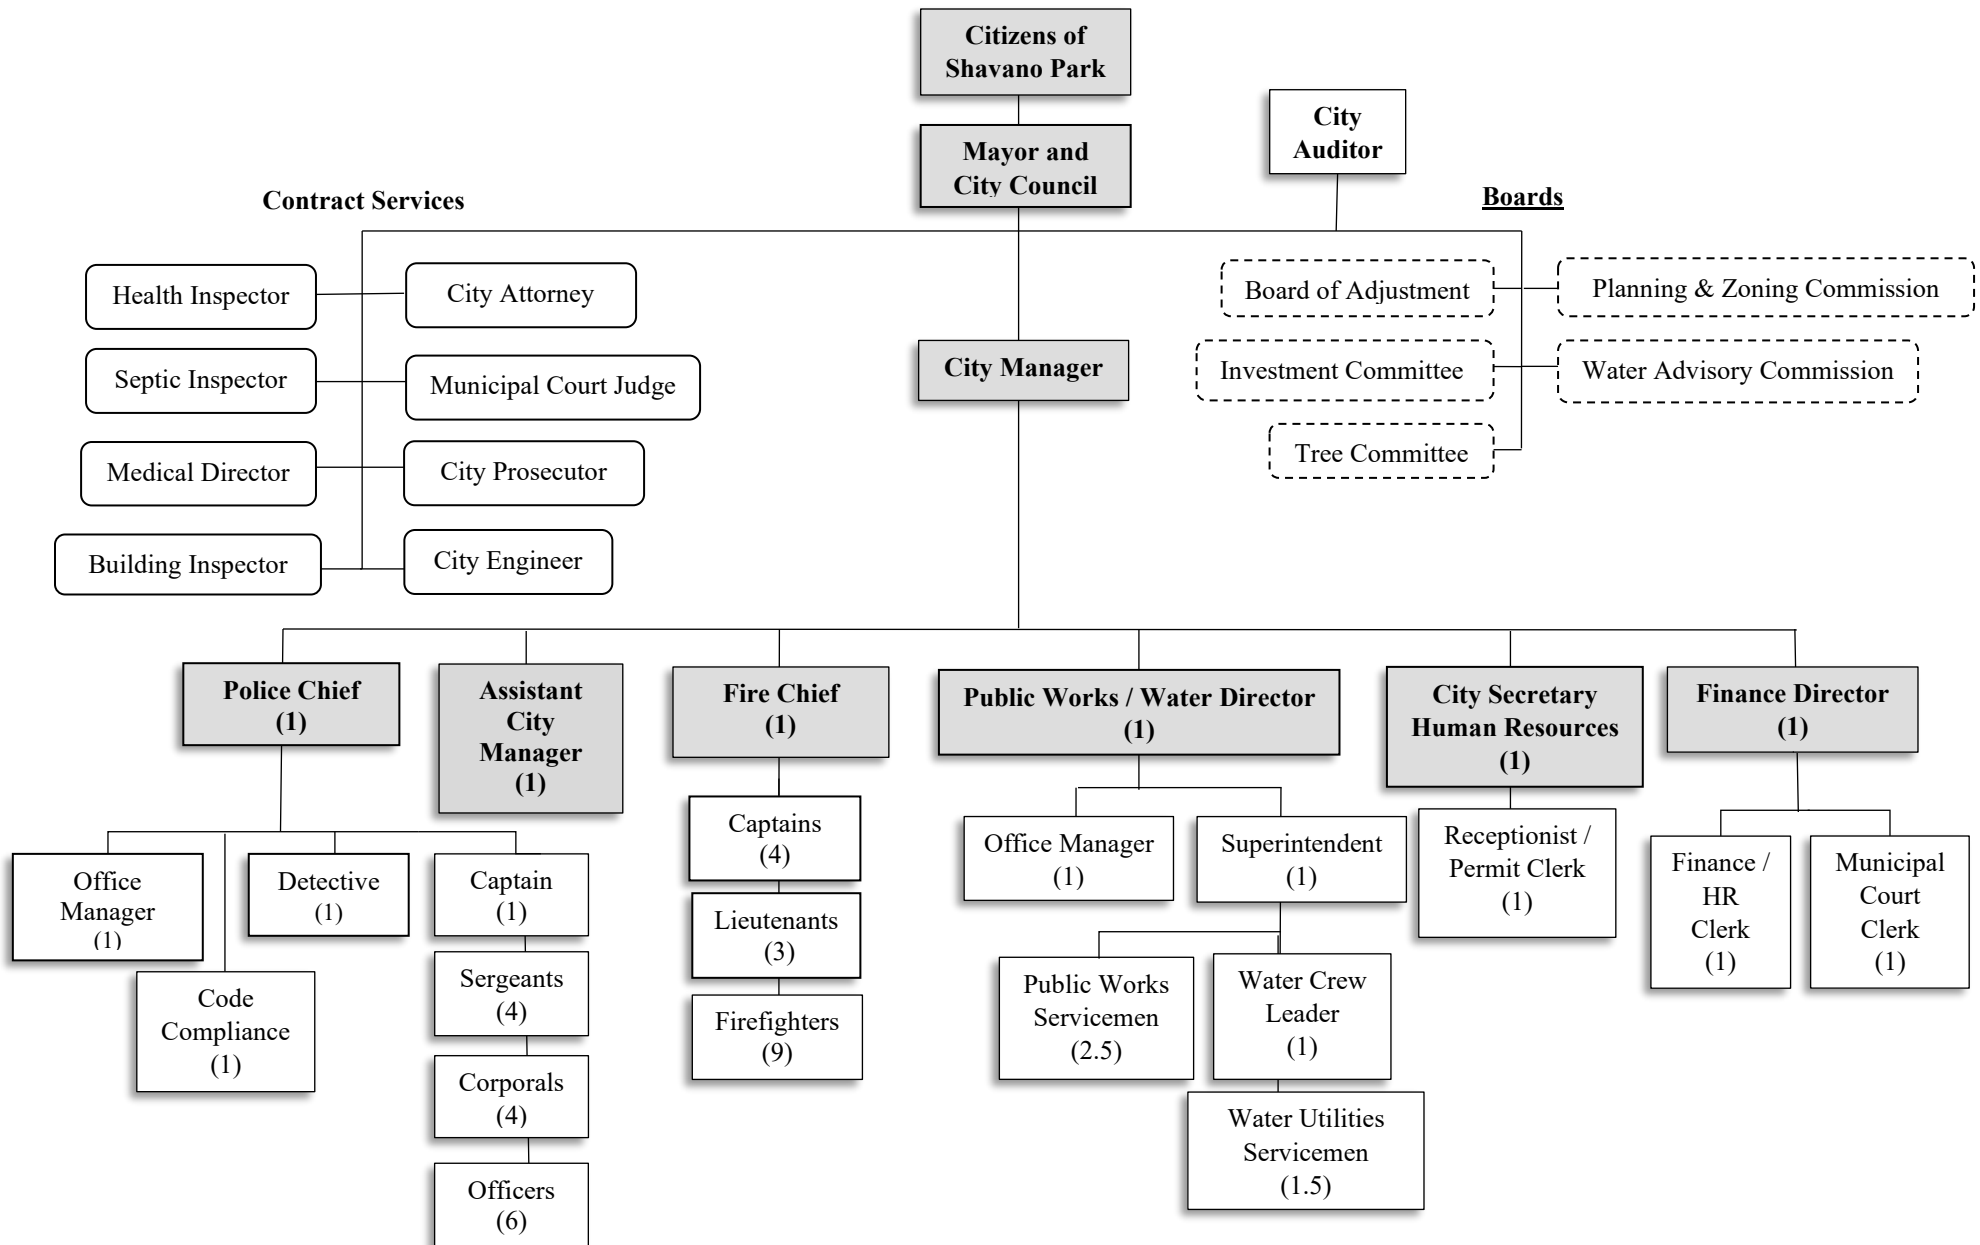 Citizens of
Shavano Park
Mayor and
City Council
City
Auditor
Contract Services
Boards
Health Inspector
City Attorney
Septic Inspector
Municipal Court Judge
Medical Director
City Prosecutor
Building Inspector
City Engineer
Board of Adjustment
Planning & Zoning Commission
Investment Committee
Water Advisory Commission
Tree Committee
City Manager
Police Chief
(1)
Assistant
City
Manager
(1)
Fire Chief
(1)
Public Works / Water Director
(1)
City Secretary
Human Resources
(1)
Finance Director
(1)
Office
Manager
(1)
Code
Compliance
(1)
Detective
(1)
Captain
(1)
Sergeants
(4)
Corporals
(4)
Officers
(6)
Captains
(4)
Lieutenants
(3)
Firefighters
(9)
Office Manager
(1)
Superintendent
(1)
Public Works
Servicemen
(2.5)
Water Crew
Leader
(1)
Water Utilities
Servicemen
(1.5)
Receptionist /
Permit Clerk
(1)
Finance /
HR
Clerk
(1)
Municipal
Court
Clerk
(1)